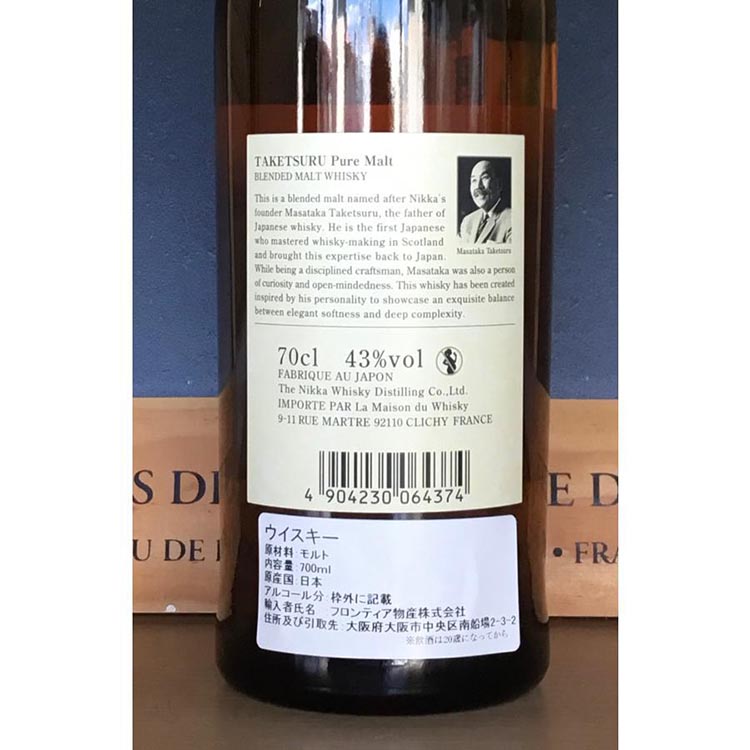 TAKETSURU Pure Malt
BLENDED MALT WHISKY
This is a blended malt named after Nikka's
founder Masataka Taketsuru, the father of
Japanese whisky. He is the first Japanese
who mastered whisky-making in Scotland
and brought this expertise back to Japan.
While being a disciplined craftsman, Masataka was also a person
of curiosity and open-mindedness. This whisky has been created
inspired by his personality to showcase an exquisite balance
between elegant softness and deep complexity.
Masataka Taketsuru
70cl 43%vol
FABRIQUE AU JAPON
The Nikka Whisky Distilling Co.,Ltd.
IMPORTE PAR La Maison du Whisky
9-11 RUE MARTRE 92110 CLICHY FRANCE
4 904230 064374
ウイスキー
原材料:モルト
内容量:700ml
原産国:日本
アルコール分:枠外に記載
輸入者氏名 フロンティア物産株式会社
住所及び引取先:大阪府大阪市中央区南船場2-3-2
※飲酒は20歳になってから
S DE
E D
U DE
• FRA